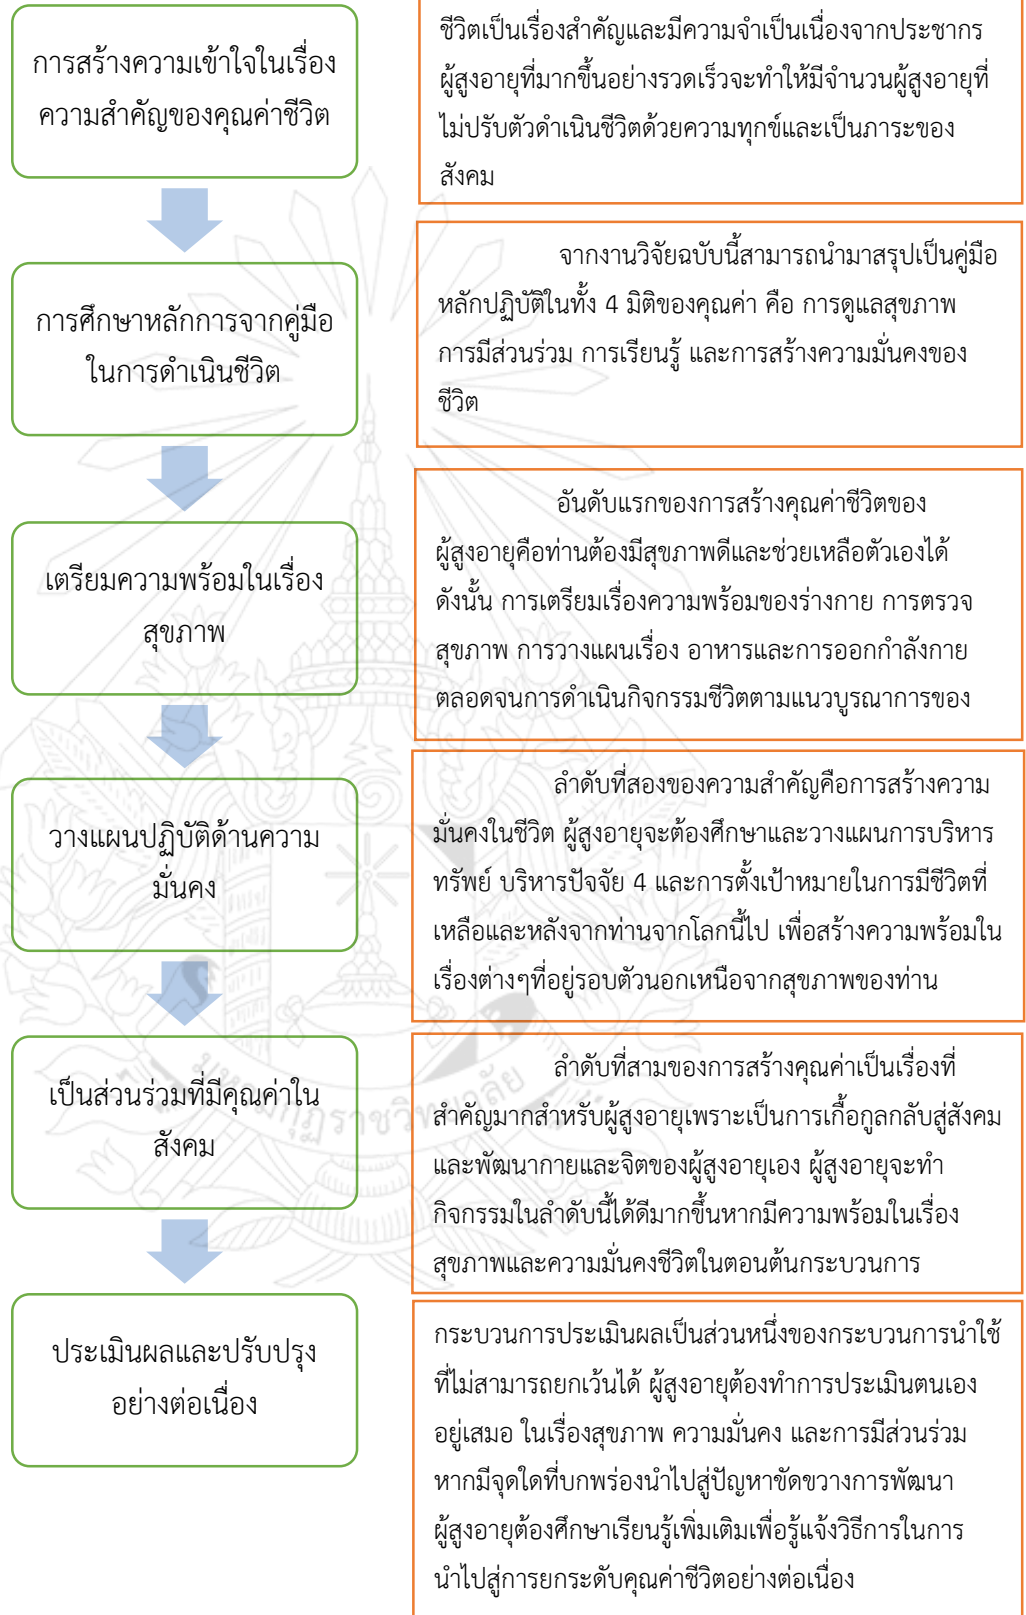 การสร้างความเข้าใจในเรื่อง
ความสำคัญของคุณค่าชีวิต
ชีวิตเป็นเรื่องสำคัญและมีความจำเป็นเนื่องจากประชากร
ผู้สูงอายุที่มากขึ้นอย่างรวดเร็วจะทำให้มีจำนวนผู้สูงอายุที่
ไม่ปรับตัวดำเนินชีวิตด้วยความทุกข์และเป็นภาระของ
สังคม
การศึกษาหลักการจากคู่มือ
ในการดำเนินชีวิต
จากงานวิจัยฉบับนี้สามารถนำมาสรุปเป็นคู่มือ
หลักปฏิบัติในทั้ง 4 มิติของคุณค่า คือ การดูแลสุขภาพ
การมีส่วนร่วม การเรียนรู้ และการสร้างความมั่นคงของ
ชีวิต
เตรียมความพร้อมในเรื่อง
สุขภาพ
อันดับแรกของการสร้างคุณค่าชีวิตของ
ผู้สูงอายุคือท่านต้องมีสุขภาพดีและช่วยเหลือตัวเองได้
ดังนั้น การเตรียมเรื่องความพร้อมของร่างกาย การตรวจ
สุขภาพ การวางแผนเรื่อง อาหารและการออกกำลังกาย
ตลอดจนการดำเนินกิจกรรมชีวิตตามแนวบูรณาการของ
วางแผนปฏิบัติด้านความ
มั่นคง
ลำดับที่สองของความสำคัญคือการสร้างความ
มั่นคงในชีวิต ผู้สูงอายุจะต้องศึกษาและวางแผนการบริหาร
ทรัพย์ บริหารปัจจัย 4 และการตั้งเป้าหมายในการมีชีวิตที่
เหลือและหลังจากท่านจากโลกนี้ไป เพื่อสร้างความพร้อมใน
เรื่องต่างๆที่อยู่รอบตัวนอกเหนือจากสุขภาพของท่าน
เป็นส่วนร่วมที่มีคุณค่าใน
สังคม
ลำดับที่สามของการสร้างคุณค่าเป็นเรื่องที่
สำคัญมากสำหรับผู้สูงอายุเพราะเป็นการเกื้อกูลกลับสู่สังคม
และพัฒนากายและจิตของผู้สูงอายุเอง ผู้สูงอายุจะทำ
กิจกรรมในลำดับนี้ได้ดีมากขึ้นหากมีความพร้อมในเรื่อง
สุขภาพและความมั่นคงชีวิตในตอนต้นกระบวนการ
ประเมินผลและปรับปรุง
อย่างต่อเนื่อง
กระบวนการประเมินผลเป็นส่วนหนึ่งของกระบวนการนำใช้
ที่ไม่สามารถยกเว้นได้ ผู้สูงอายุต้องทำการประเมินตนเอง
อยู่เสมอ ในเรื่องสุขภาพ ความมั่นคง และการมีส่วนร่วม
หากมีจุดใดที่บกพร่องนำไปสู่ปัญหาขัดขวางการพัฒนา
ผู้สูงอายุต้องศึกษาเรียนรู้เพิ่มเติมเพื่อรู้แจ้งวิธีการในการ
นำไปสู่การยกระดับคุณค่าชีวิตอย่างต่อเนื่อง